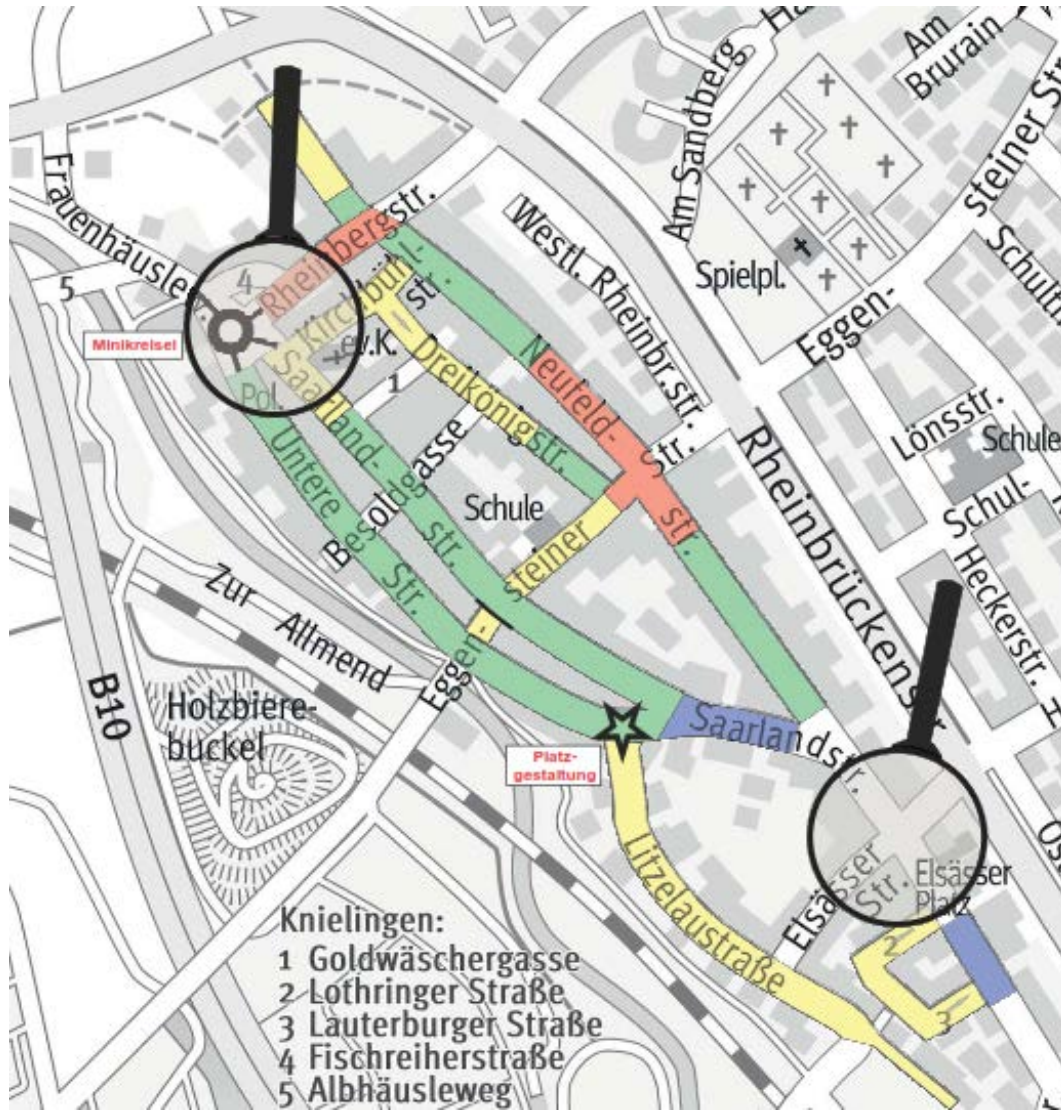 Am
Brurain
Am Sandberg
steiner Str.
Frauenhäusle
5
4
Rheinbergstr.
Westl. Rheinbr.str.
Spielpl.
Schulth
Eggen-
Minikreisel
Kirchbühl
str.
ev.K.
1
Dreikönigstr.
Neufeld-
str.
Str.
Pol.
Saarland-
str.
Untere
Str.
Besoldgasse
Schule
steiner
Eggen-
Lönsstr.
Schule
Schul-
Heckerstr.
Rheinbrückenstr.
Zur Allmend
B10
Holzbiere-
buckel
Platz-
gestaltung
Saarlandstr.
Litzelaustraße
Elsässer
Str.
Elsässer
Platz
Os
2
3
Knielingen:
1 Goldwäschergasse
2 Lothringer Straße
3 Lauterburger Straße
4 Fischreiherstraße
5 Albhäusleweg